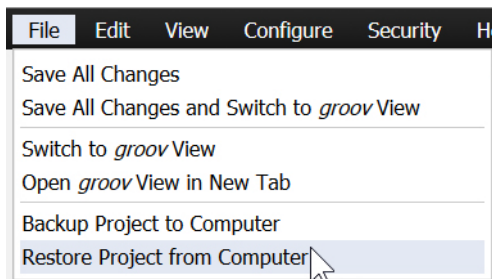 File Edit View Configure Security
Save All Changes
Save All Changes and Switch to groov View
Switch to groov View
Open groov View in New Tab
Backup Project to Computer
Restore Project from Computer